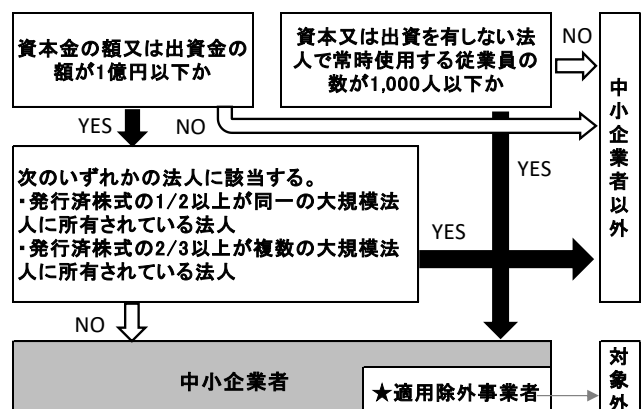 資本金の額又は出資金の
額が1億円以下か
資本又は出資を有しない法
人で常時使用する従業員の
数が1,000人以下か
NO
中小企業者以外
YES
NO
YES
次のいずれかの法人に該当する。
・発行済株式の1/2以上が同一の大規模法
人に所有されている法人
・発行済株式の2/3以上が複数の大規模法
人に所有されている法人
YES
NO
中小企業者
★適用除外事業者
対象外